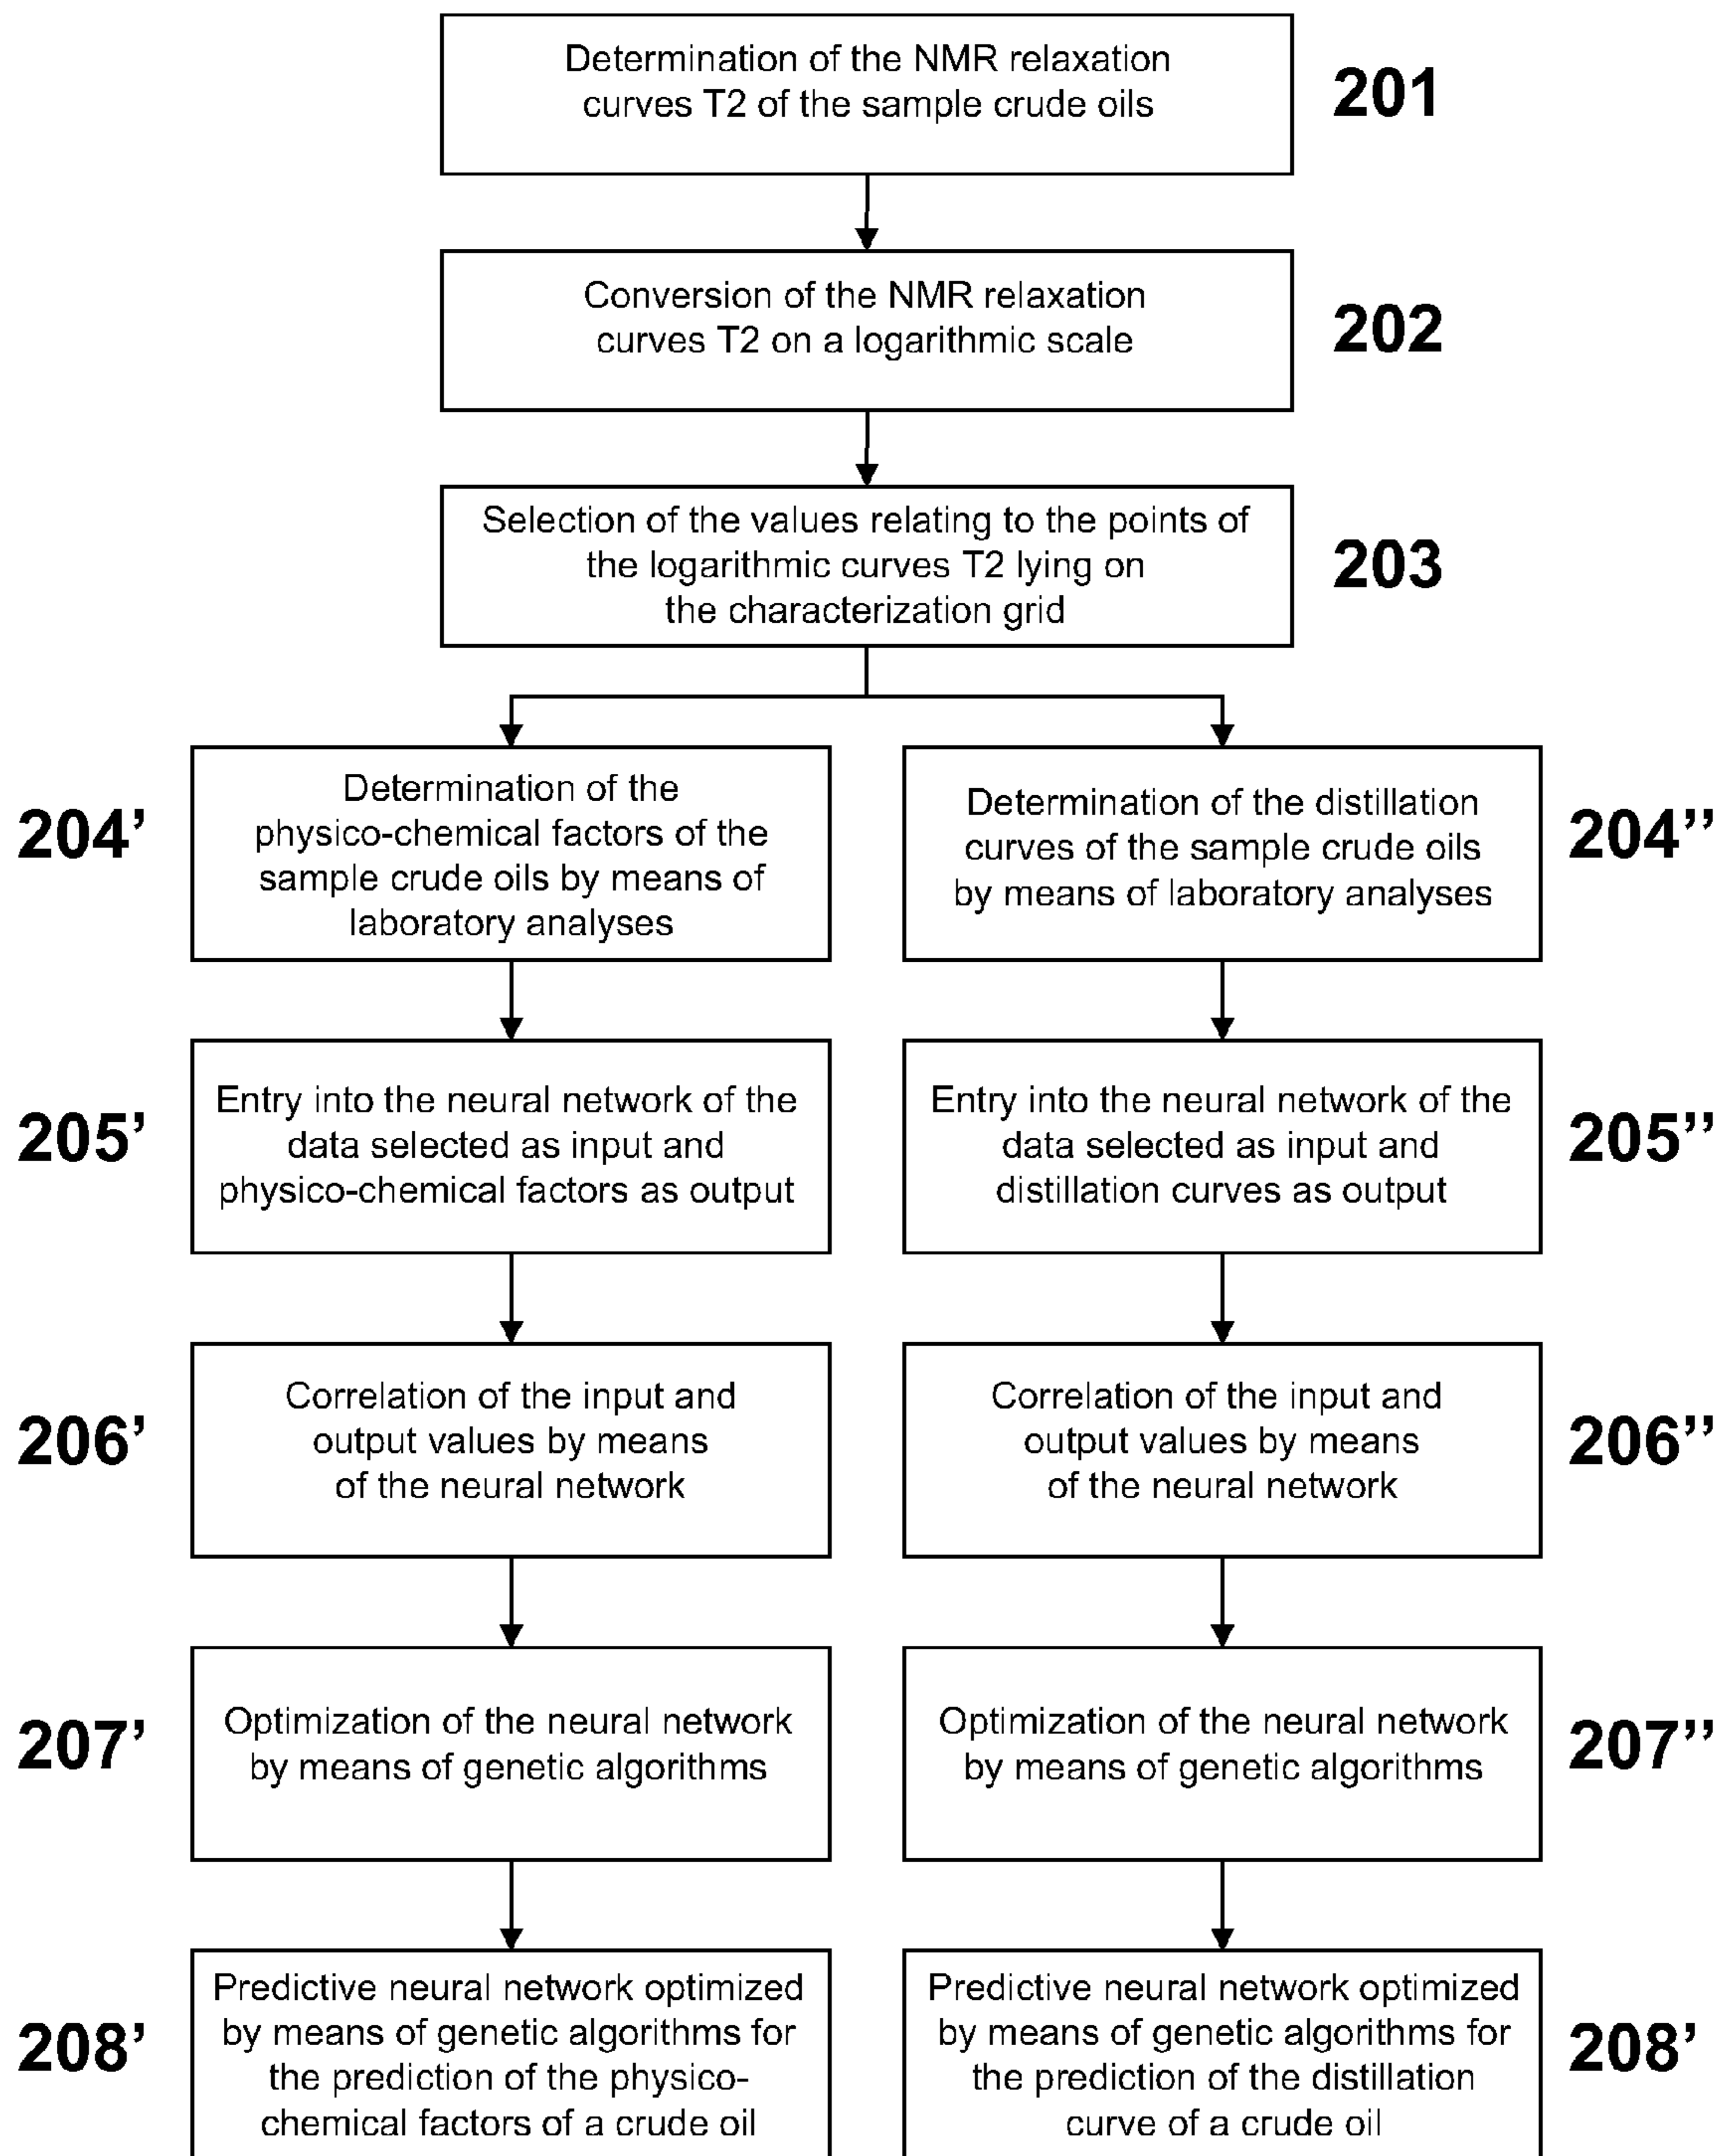 Determination of the NMR relaxation
curves T2 of the sample crude oils
201
Conversion of the NMR relaxation
curves T2 on a logarithmic scale
202
Selection of the values relating to the points of
the logarithmic curves T2 lying on
the characterization grid
203
204’
Determination of the
physico-chemical factors of the
sample crude oils by means of
laboratory analyses
Determination of the distillation
curves of the sample crude oils
by means of laboratory analyses
204’’
205’
Entry into the neural network of the
data selected as input and
physico-chemical factors as output
Entry into the neural network of the
data selected as input and
distillation curves as output
205’’
206’
Correlation of the input and
output values by means
of the neural network
Correlation of the input and
output values by means
of the neural network
206’’
207’
Optimization of the neural network
by means of genetic algorithms
Optimization of the neural network
by means of genetic algorithms
207’’
208’
Predictive neural network optimized
by means of genetic algorithms for
the prediction of the physico-
chemical factors of a crude oil
Predictive neural network optimized
by means of genetic algorithms for
the prediction of the distillation
curve of a crude oil
208’